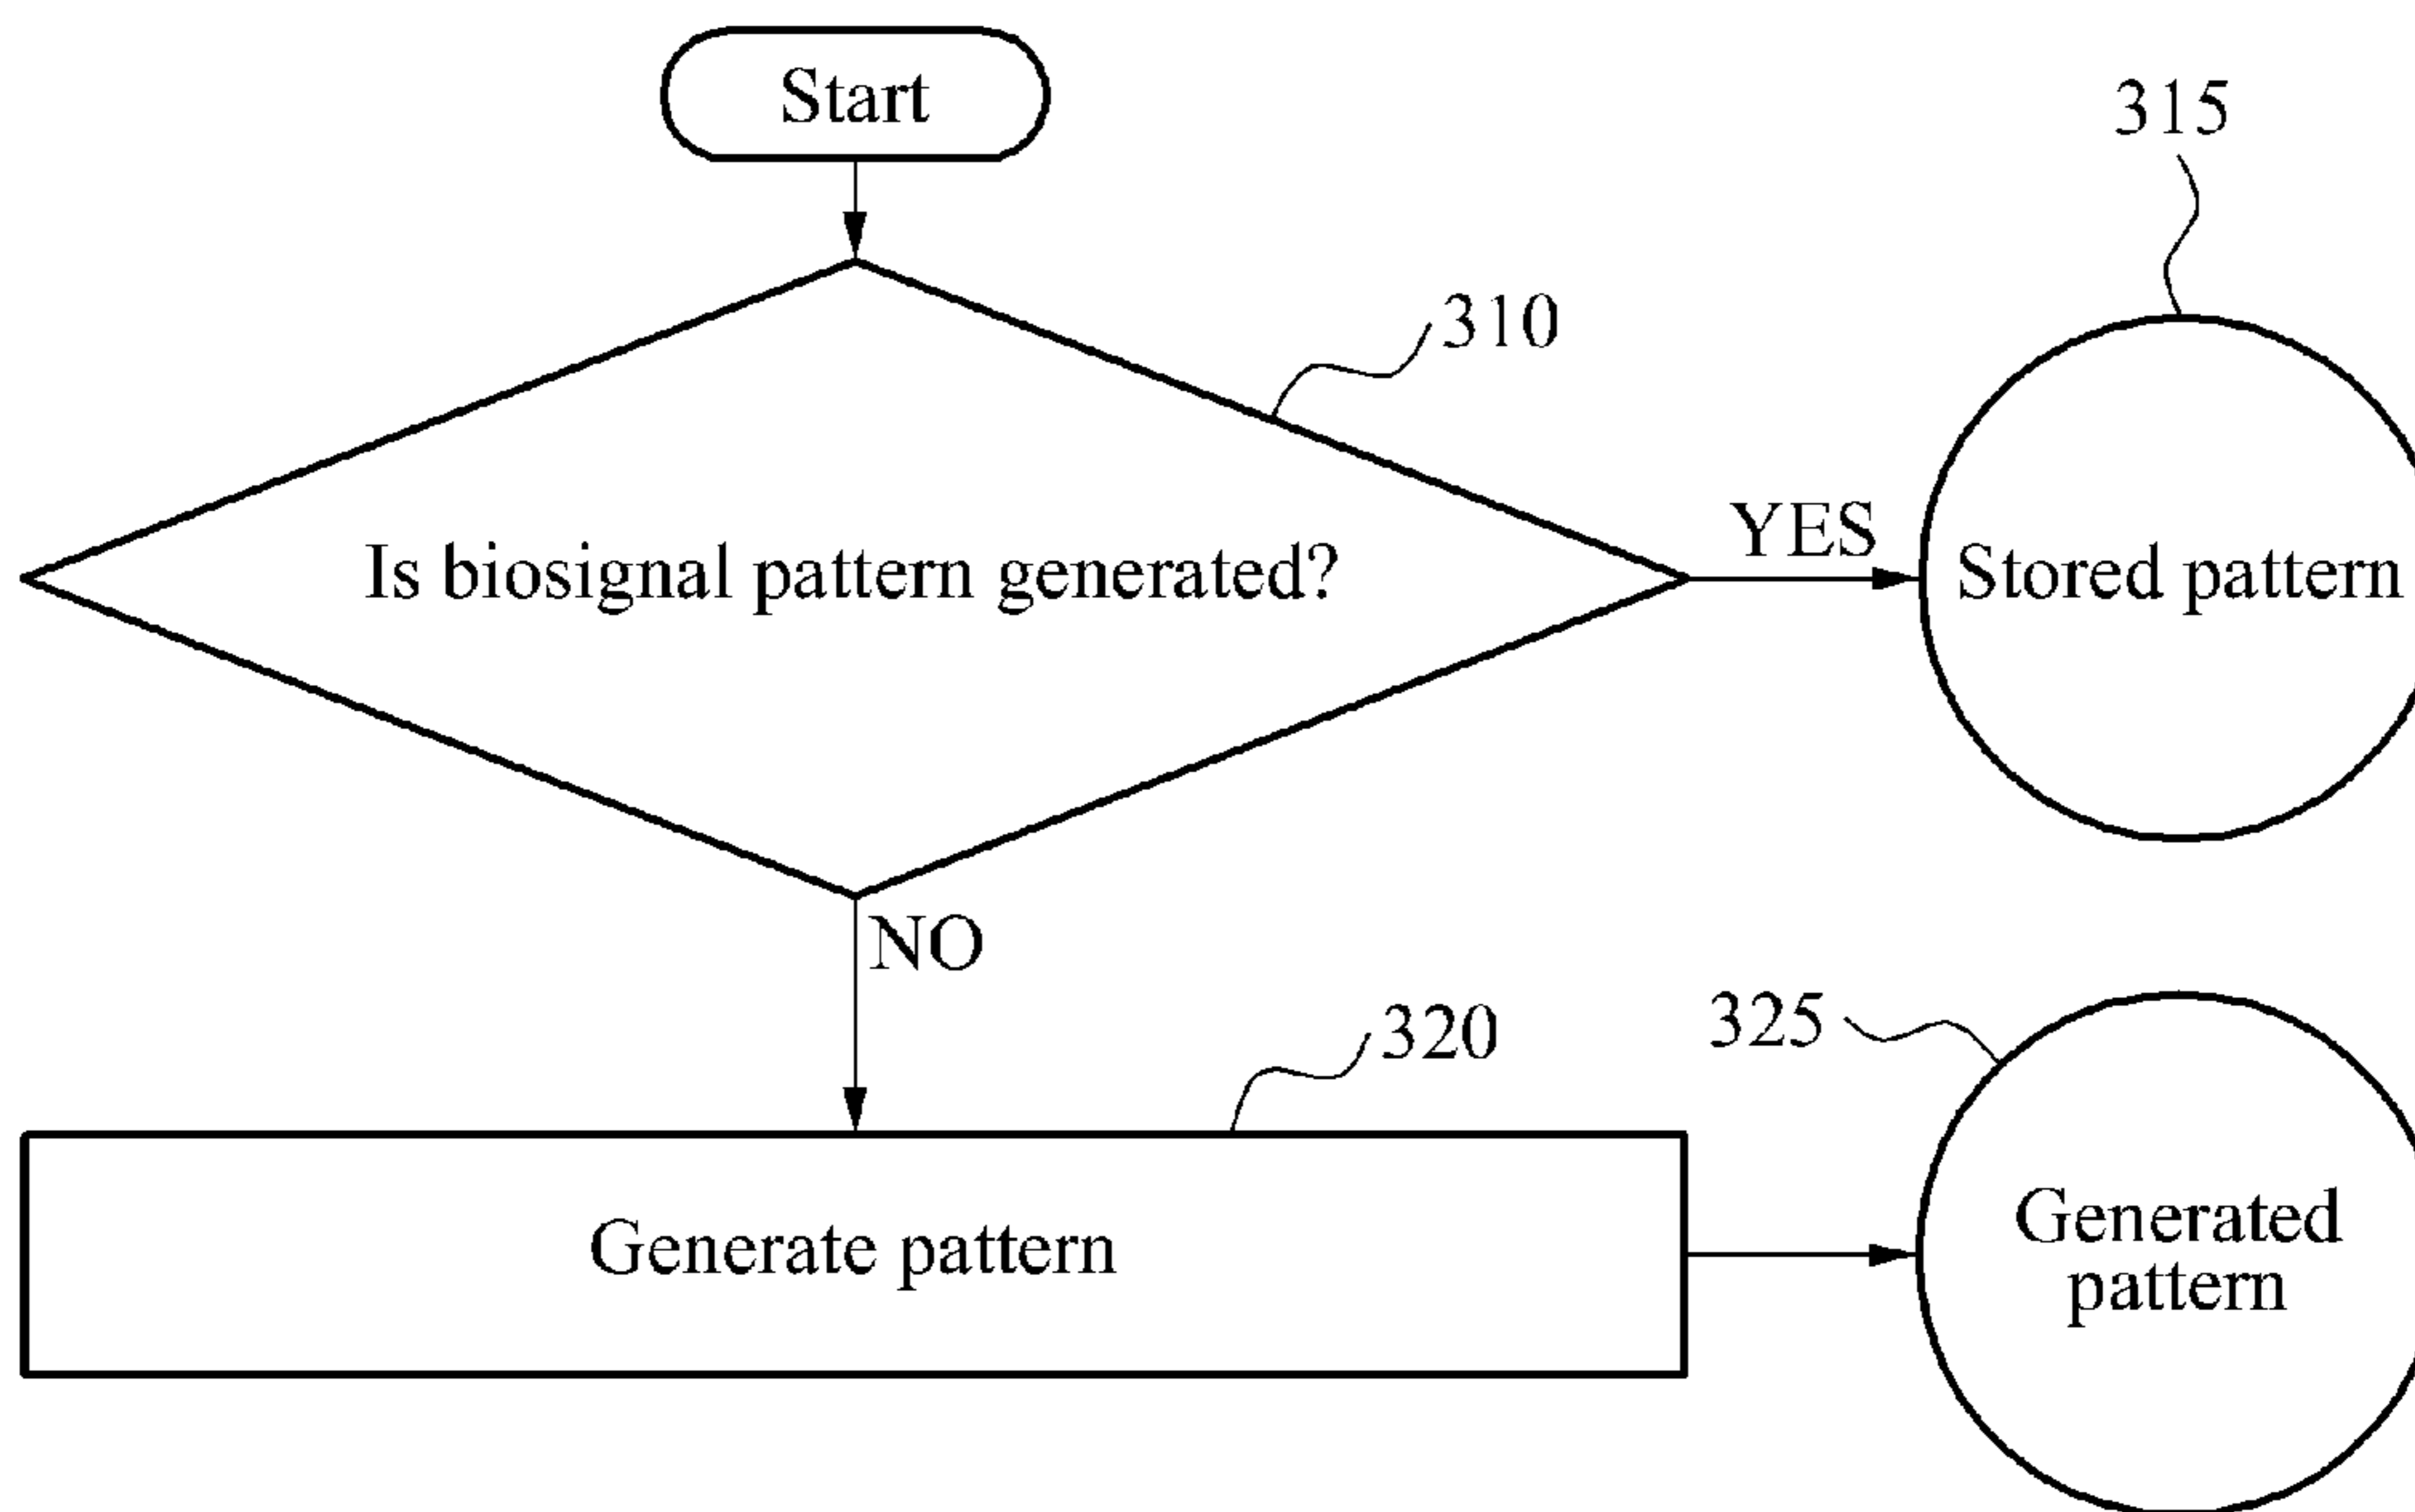 Start
315
310
Is biosignal pattern generated?
YES
Stored pattern
NO
320
325
Generate pattern
Generated
pattern